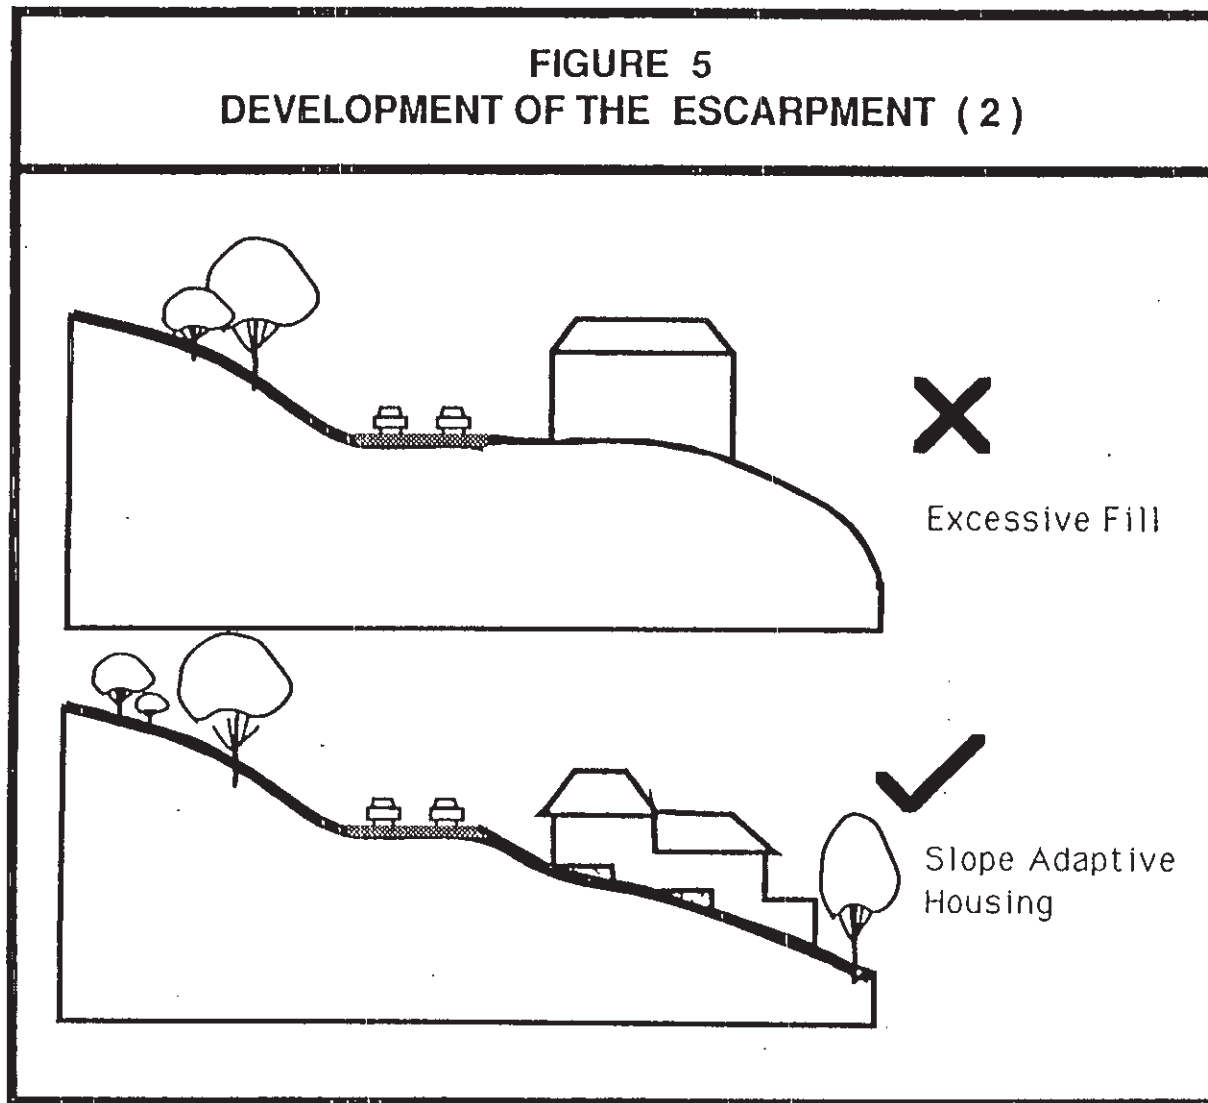 FIGURE 5
DEVELOPMENT OF THE ESCARPMENT ( 2 )
Excessive Fill
Slope Adaptive
Housing